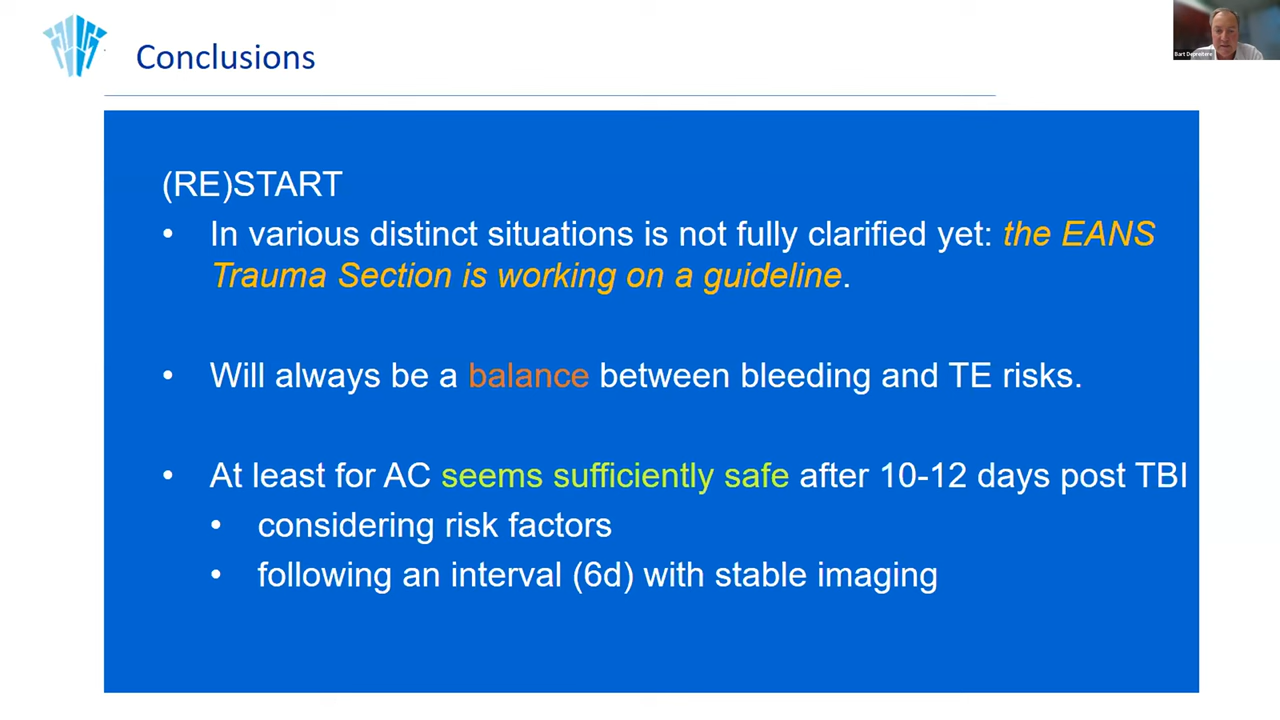 Conclusions
Bart Depreitere
(RE)START
• In various distinct situations is not fully clarified yet: the EANS
Trauma Section is working on a guideline.
• Will always be a balance between bleeding and TE risks.
• At least for AC seems sufficiently safe after 10-12 days post TBI
• considering risk factors
• following an interval (6d) with stable imaging